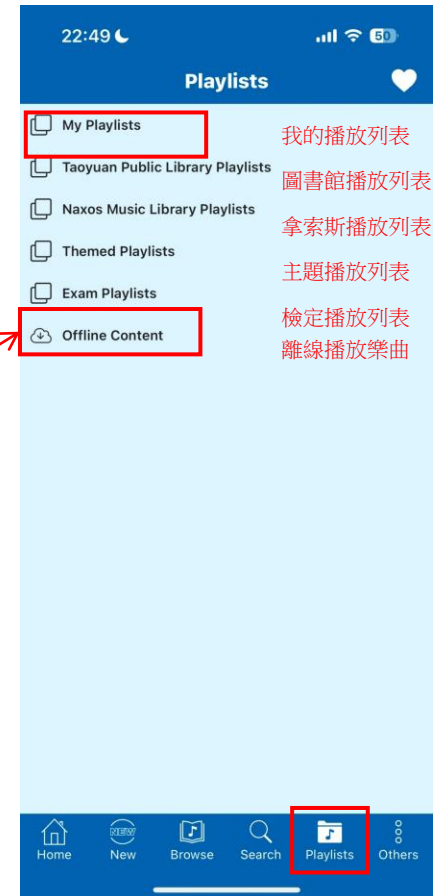 22:49
50
Playlists
My Playlists
我的播放列表
Taoyuan Public Library Playlists
圖書館播放列表
Naxos Music Library Playlists
拿索斯播放列表
Themed Playlists
主題播放列表
Exam Playlists
檢定播放列表
Offline Content
離線播放樂曲
NEW
Home New Browse Search Playlists Others